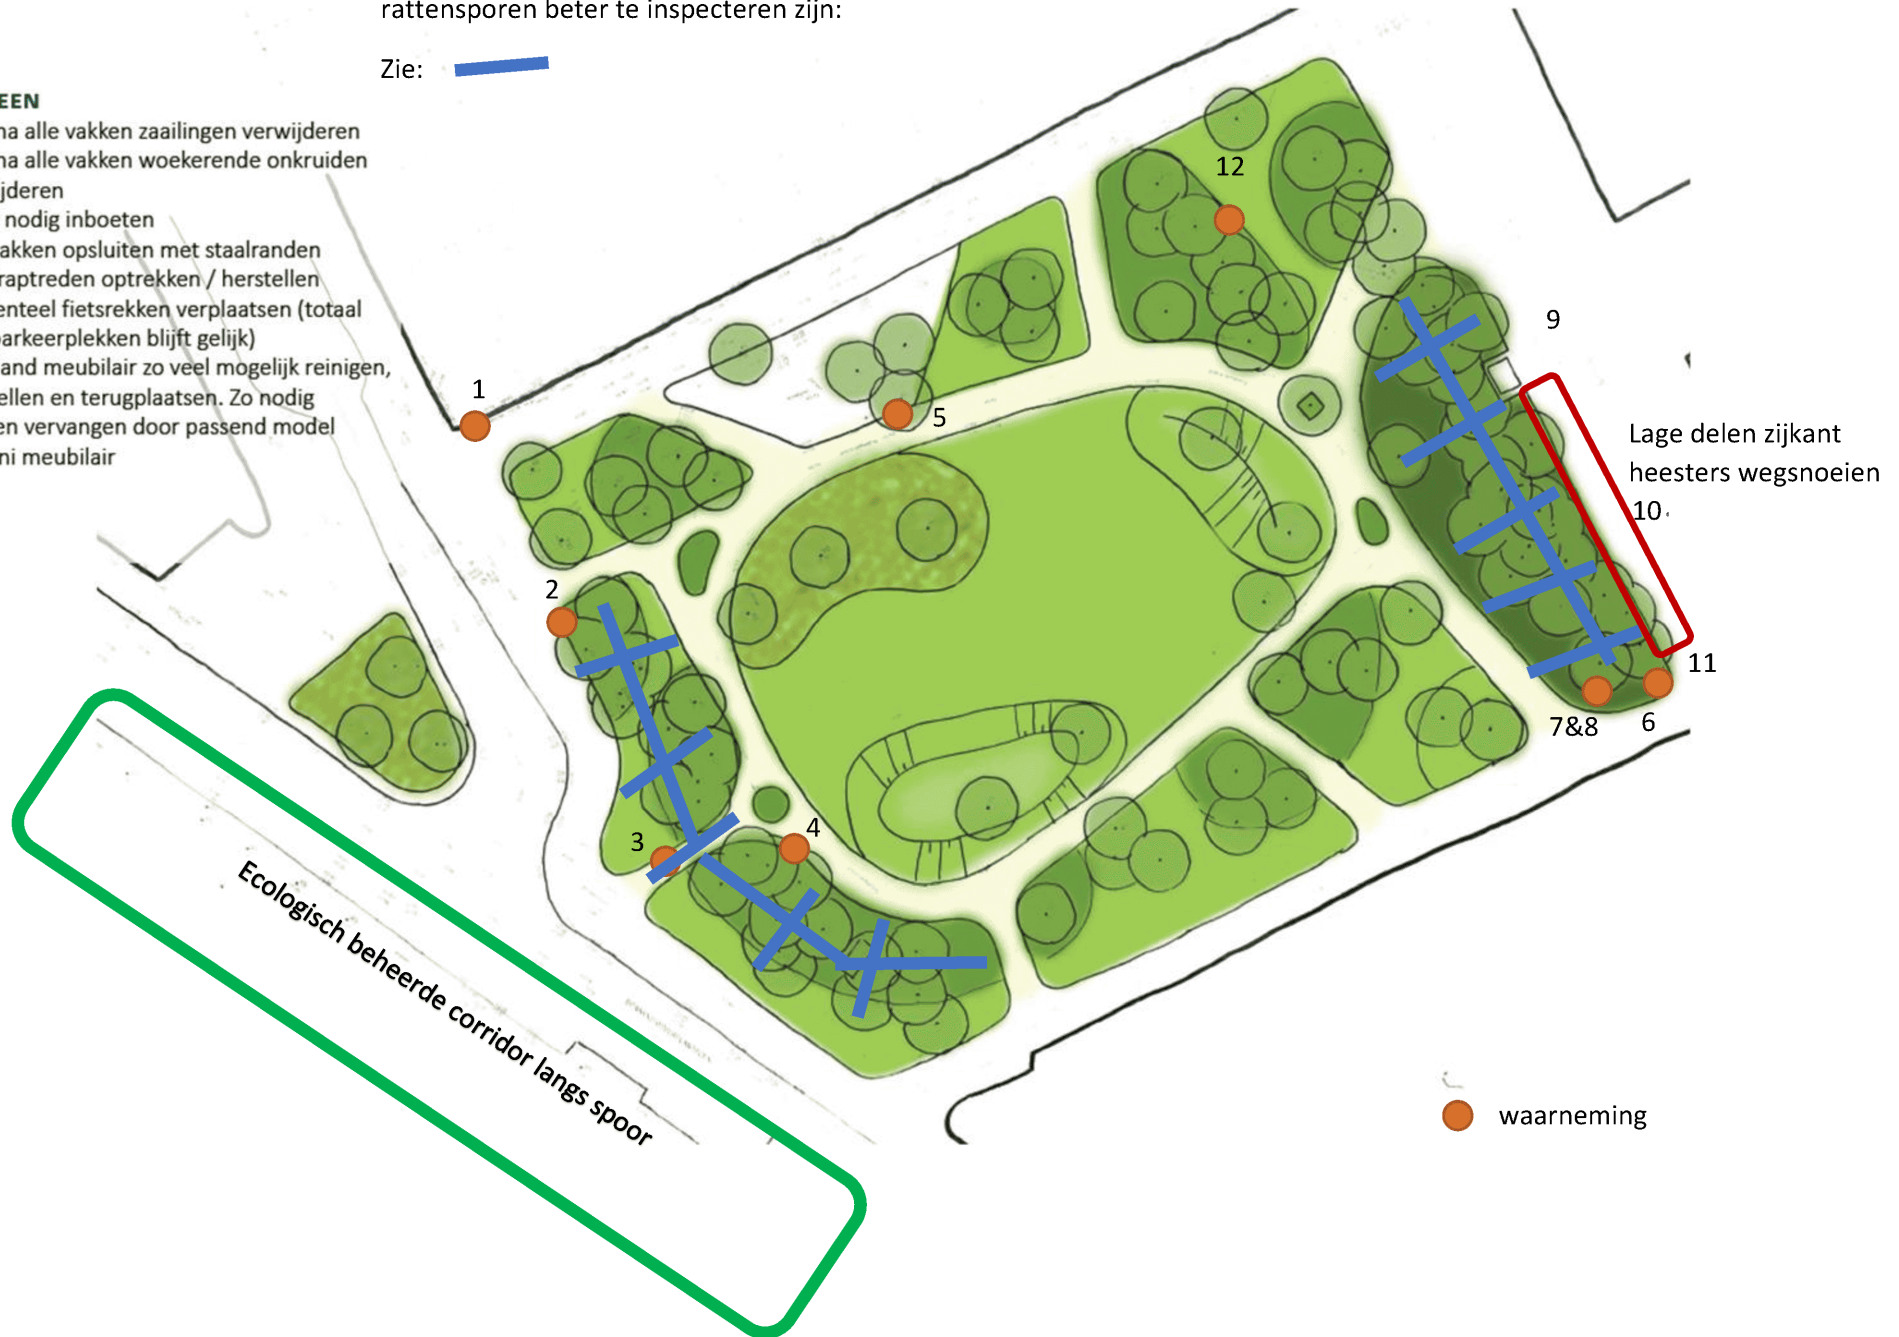 rattensporen beter te inspecteren zijn:
Zie:
EEN
na alle vakken zaailingen verwijderen
na alle vakken woekerende onkruiden
jderen
nodig inboeten
akken opsluiten met staalranden
raptreden optrekken / herstellen
enteel fietsrekken verplaatsen (totaal
parkeerplekken blijft gelijk)
and meubilair zo veel mogelijk reinigen,
ellen en terugplaatsen. Zo nodig
en vervangen door passend model
ni meubilair
12
9
1
5
Lage delen zijkant
heesters wegsnoeien
10
2
11
7&8
6
3
4
Ecologisch beheerde corridor langs spoor
waarneming